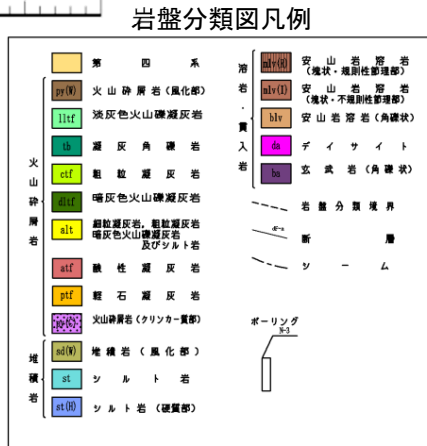 岩盤分類図凡例
第四系
火山砕屑岩
py(W) 火山砕屑岩(風化部)
lltf 淡灰色火山礫凝灰岩
tb 凝灰角礫岩
ctf 粗粒凝灰岩
dltf 暗灰色火山礫凝灰岩
alt 細粒凝灰岩，粗粒凝灰岩
暗灰色火山礫凝灰岩
及びシルト岩
atf 酸性凝灰岩
ptf 軽石凝灰岩
py(C) 火山砕屑岩(クリンカー質部)
堆積岩
sd(W) 堆積岩(風化部)
st シルト岩
st(H) シルト岩(硬質部)
溶岩・貫入岩
mlv(R) 安山岩溶岩
(塊状・規則性節理部)
mlv(I) 安山岩溶岩
(塊状・不規則性節理部)
blv 安山岩溶岩(角礫状)
da デイサイト
ba 玄武岩(角礫状)
岩盤分類境界
断層
シーム
ボーリング
N-3